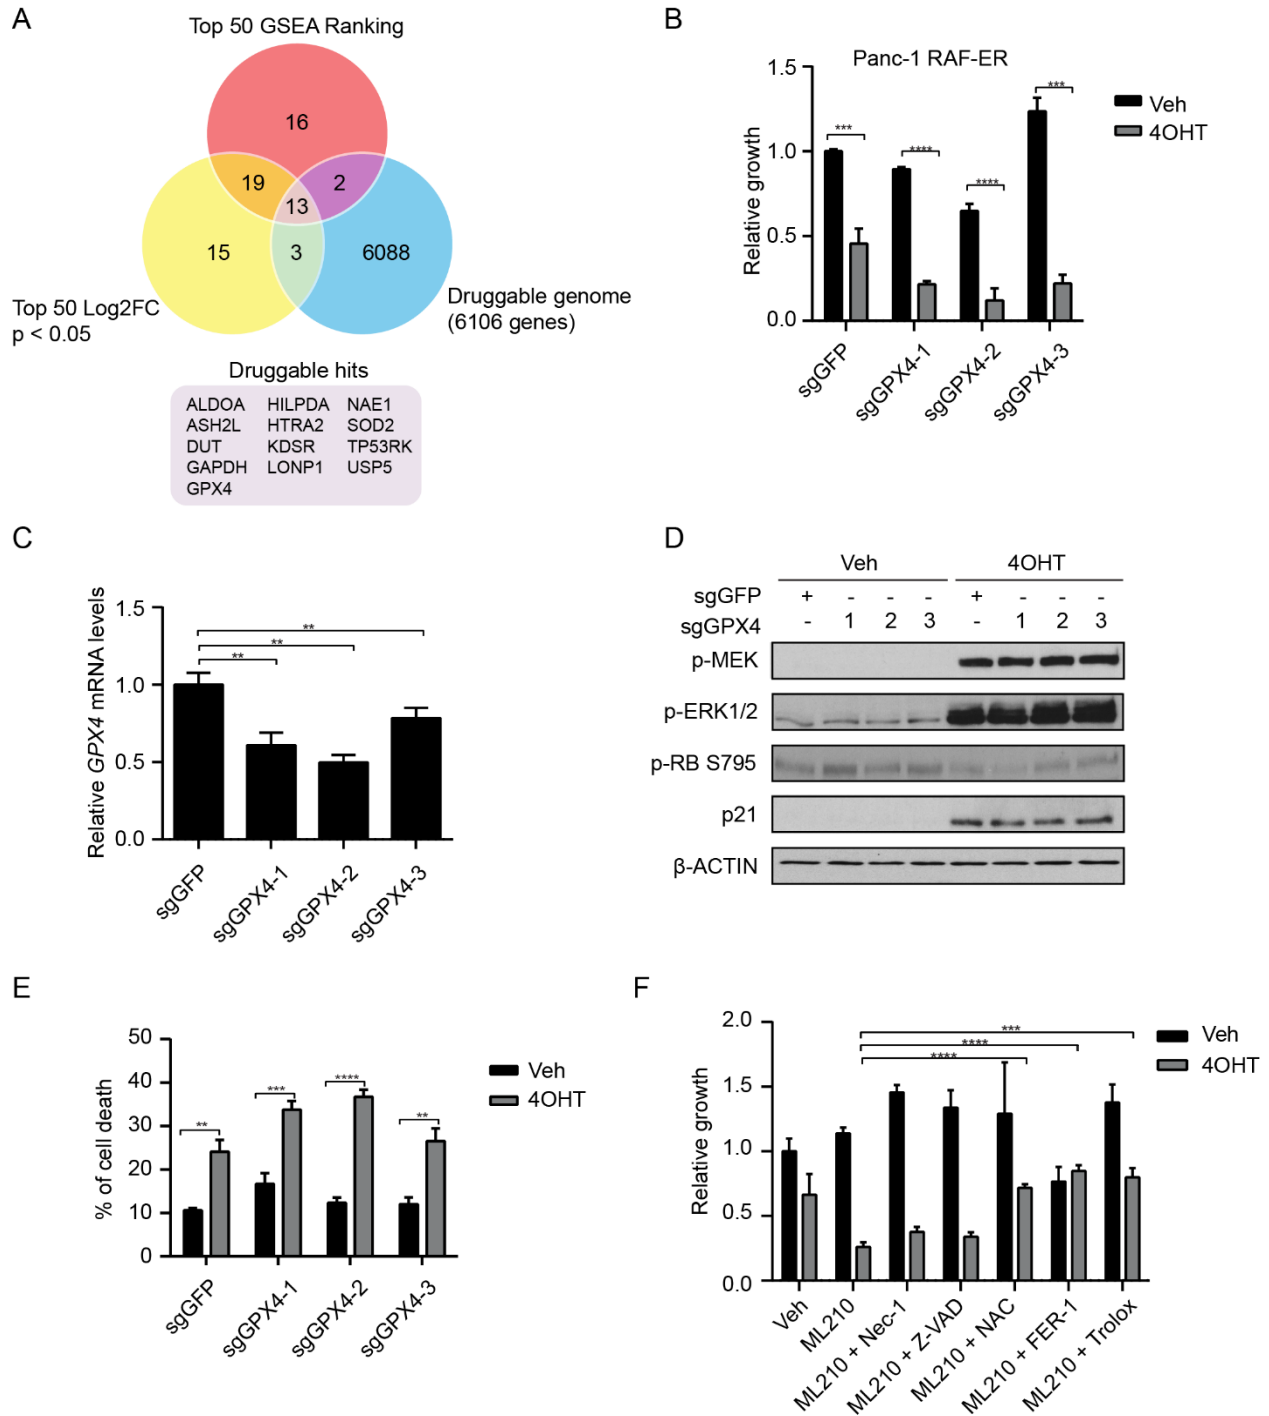 A
Top 50 GSEA Ranking
16
19
2
13
15
3
6088
Top 50 Log2FC
p < 0.05
Druggable genome
(6106 genes)
Druggable hits
ALDOA HILPDA NAE1
ASH2L HTRA2 SOD2
DUT KDSR TP53RK
GAPDH LONP1 USP5
GPX4
B
Panc-1 RAF-ER
Relative growth
1.5
1.0
0.5
0.0
***
****
****
***
Veh
4OHT
sgGFP
sgGPX4-1
sgGPX4-2
sgGPX4-3
C
Relative GPX4 mRNA levels
1.5
1.0
0.5
0.0
**
**
**
sgGFP
sgGPX4-1
sgGPX4-2
sgGPX4-3
D
Veh 4OHT
sgGFP + - - - + - - -
sgGPX4 - 1 2 3 - 1 2 3
p-MEK
p-ERK1/2
p-RB S795
p21
β-ACTIN
E
% of cell death
50
40
30
20
10
0
**
***
****
**
Veh
4OHT
sgGFP
sgGPX4-1
sgGPX4-2
sgGPX4-3
F
Relative growth
2.0
1.5
1.0
0.5
0.0
***
****
****
Veh
4OHT
Veh
ML210
ML210 + Nec-1
ML210 + Z-VAD
ML210 + NAC
ML210 + FER-1
ML210 + Trolox